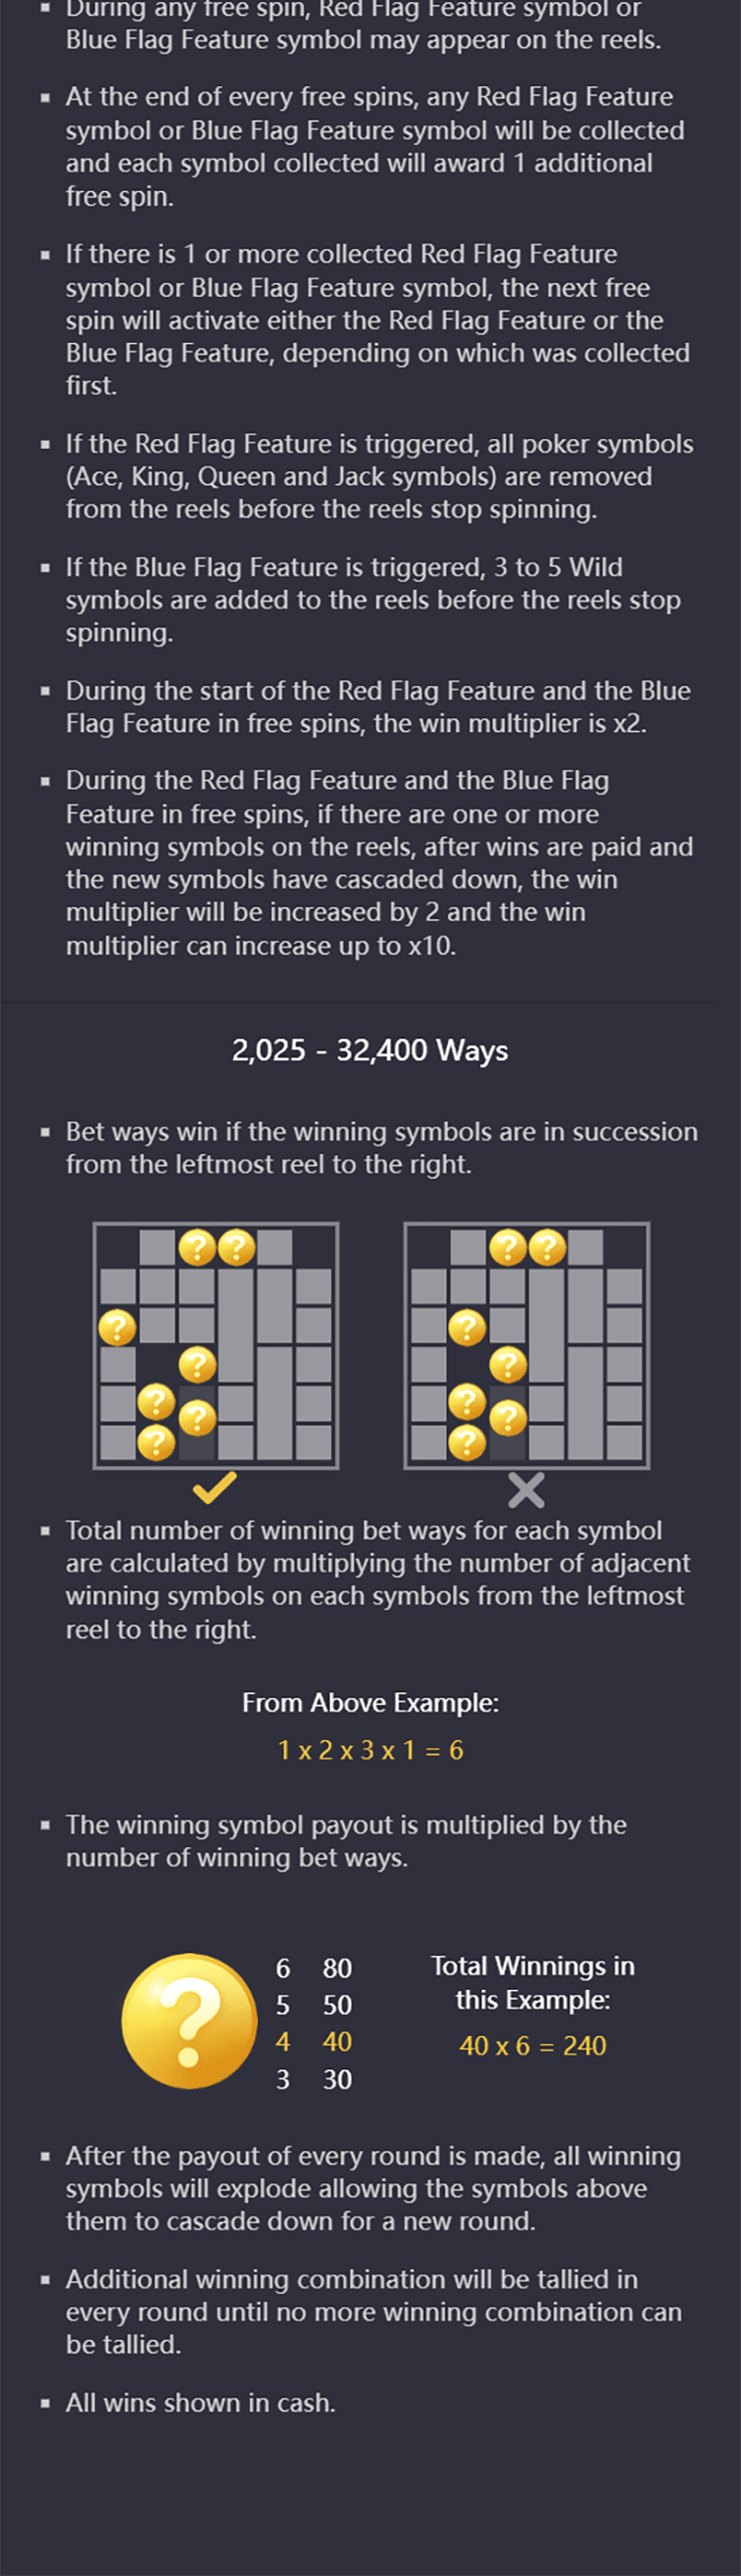 During any free spin, Red Flag Feature symbol or
Blue Flag Feature symbol may appear on the reels.
At the end of every free spins, any Red Flag Feature
symbol or Blue Flag Feature symbol will be collected
and each symbol collected will award 1 additional
free spin.
If there is 1 or more collected Red Flag Feature
symbol or Blue Flag Feature symbol, the next free
spin will activate either the Red Flag Feature or the
Blue Flag Feature, depending on which was collected
first.
If the Red Flag Feature is triggered, all poker symbols
(Ace, King, Queen and Jack symbols) are removed
from the reels before the reels stop spinning.
If the Blue Flag Feature is triggered, 3 to 5 Wild
symbols are added to the reels before the reels stop
spinning.
During the start of the Red Flag Feature and the Blue
Flag Feature in free spins, the win multiplier is x2.
During the Red Flag Feature and the Blue Flag
Feature in free spins, if there are one or more
winning symbols on the reels, after wins are paid and
the new symbols have cascaded down, the win
multiplier will be increased by 2 and the win
multiplier can increase up to x10.
2,025 - 32,400 Ways
Bet ways win if the winning symbols are in succession
from the leftmost reel to the right.
? ? ? ?
? ?
? ?
? ?
? ?
? ?
Total number of winning bet ways for each symbol
are calculated by multiplying the number of adjacent
winning symbols on each symbols from the leftmost
reel to the right.
From Above Example:
1 x 2 x 3 x 1 = 6
The winning symbol payout is multiplied by the
number of winning bet ways.
?
6 80
5 50
4 40
3 30
Total Winnings in
this Example:
40 x 6 = 240
After the payout of every round is made, all winning
symbols will explode allowing the symbols above
them to cascade down for a new round.
Additional winning combination will be tallied in
every round until no more winning combination can
be tallied.
All wins shown in cash.